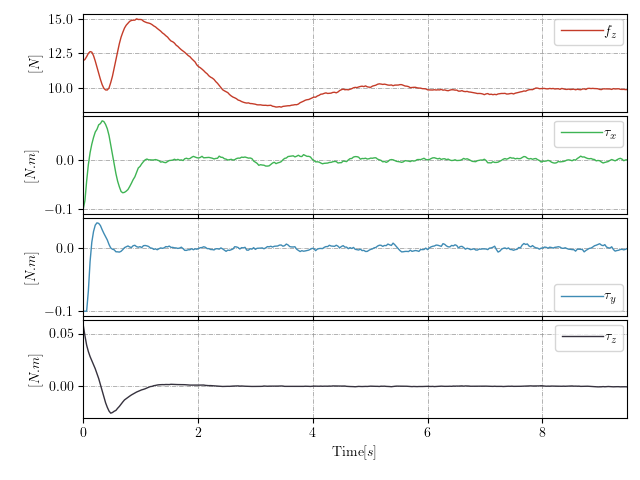 15.0
12.5
10.0
[N]
f_z
0.0
−0.1
[N.m]
τ_x
0.0
−0.1
[N.m]
τ_y
0.05
0.00
[N.m]
τ_z
0 2 4 6 8
Time[s]